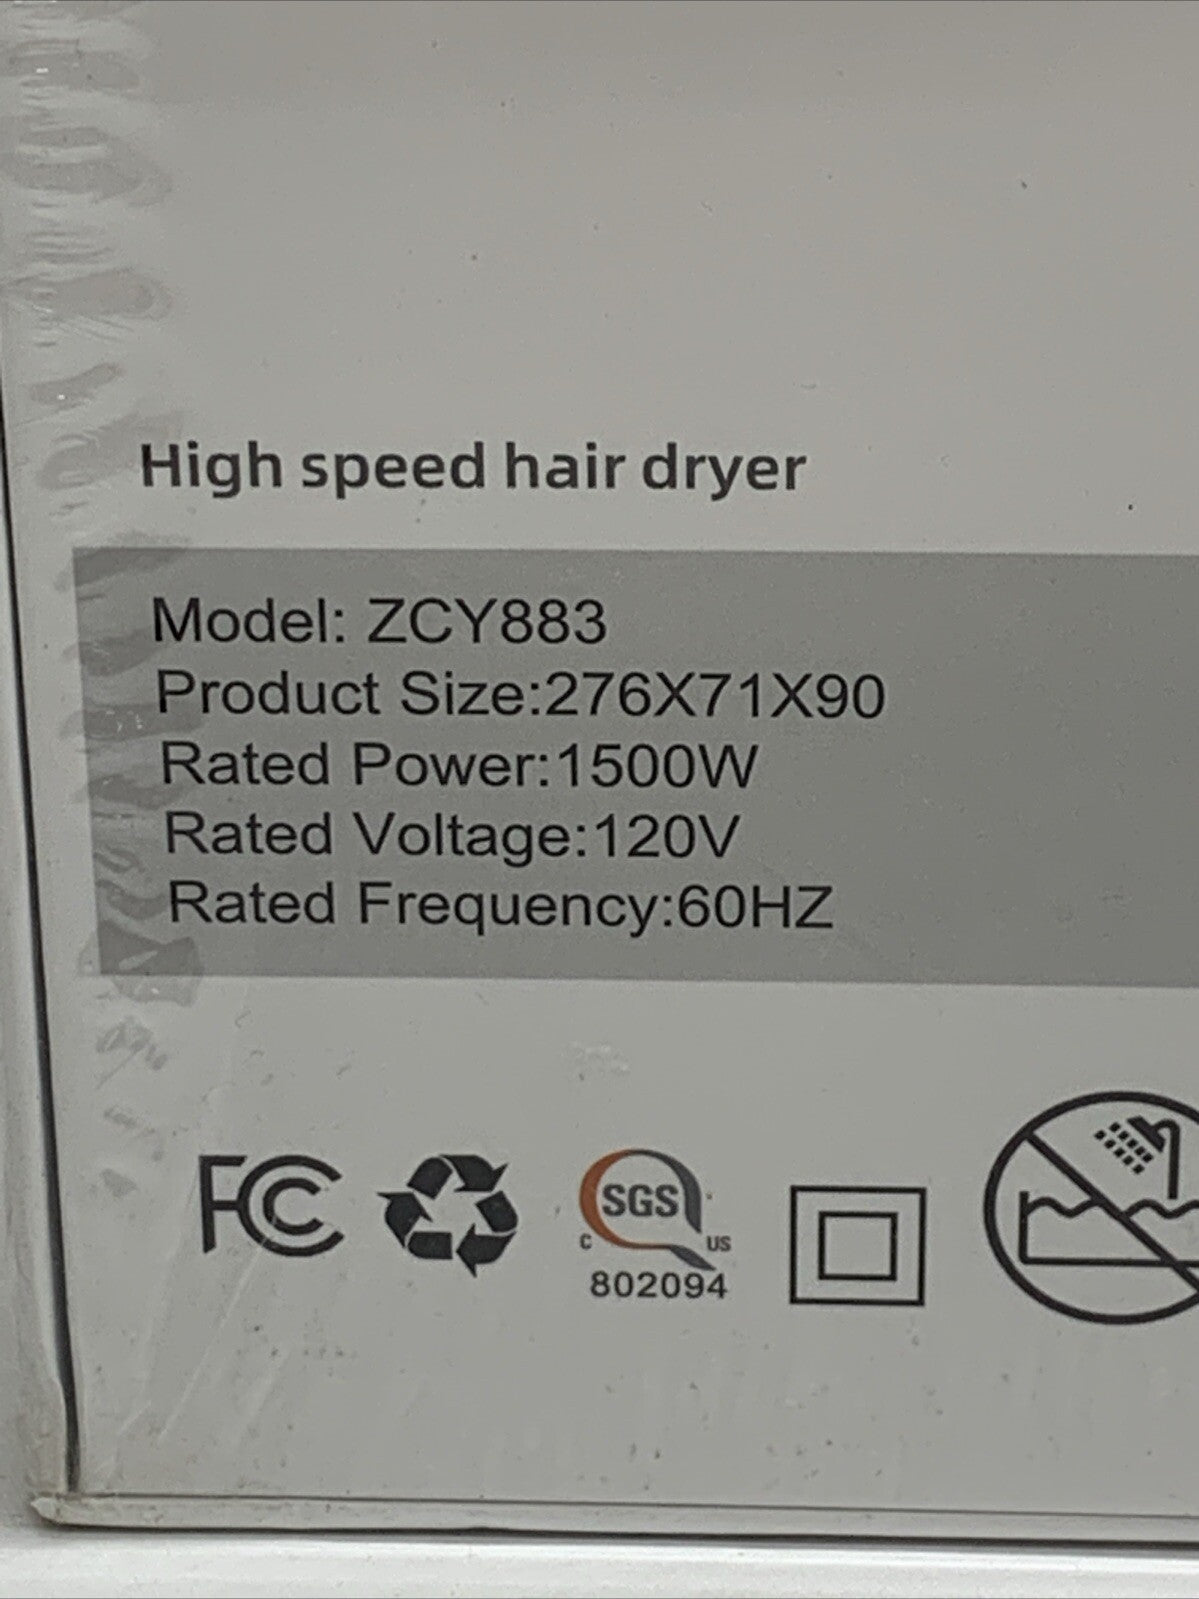 High speed hair dryer
Model: ZCY883
Product Size:276X71X90
Rated Power:1500W
Rated Voltage:120V
Rated Frequency:60HZ
FC
SGS
C US
802094